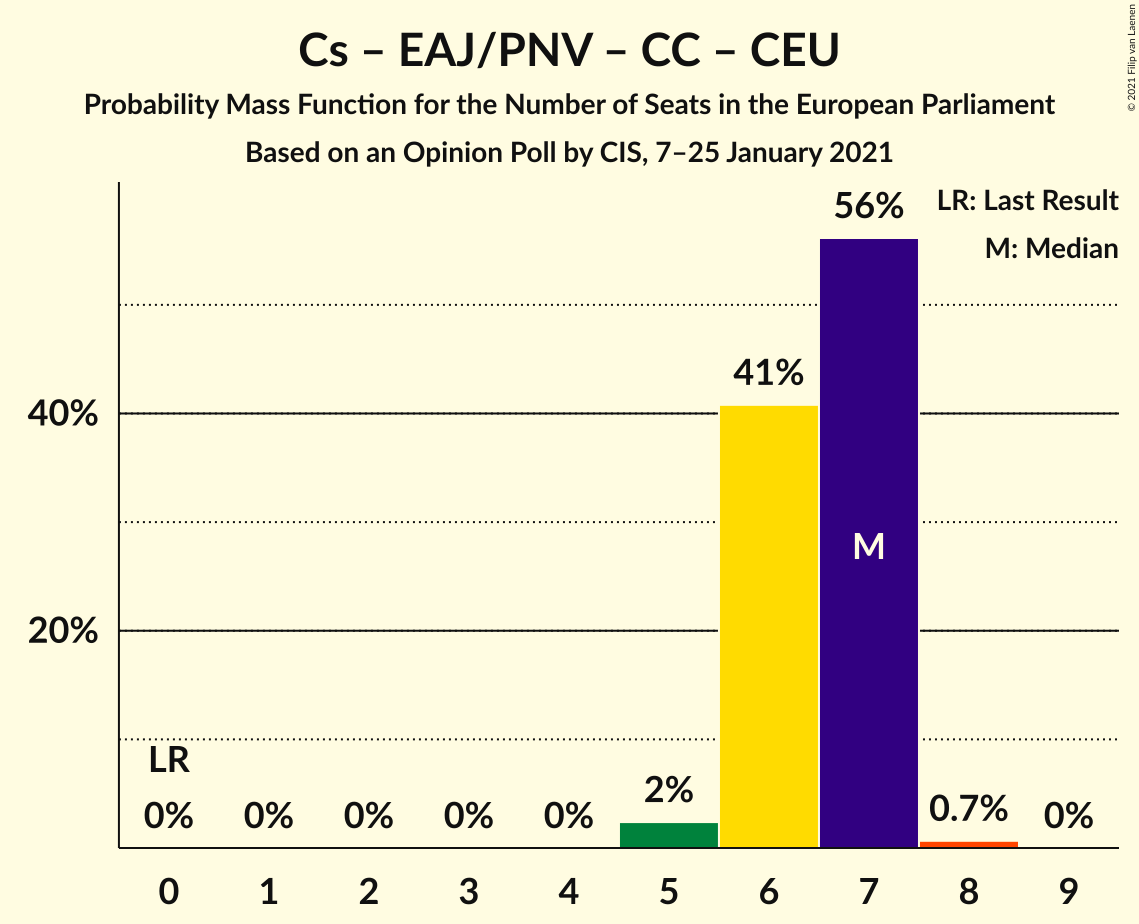 Cs – EAJ/PNV – CC – CEU
Probability Mass Function for the Number of Seats in the European Parliament
Based on an Opinion Poll by CIS, 7–25 January 2021
© 2021 Filip van Laenen
LR: Last Result
M: Median
56%
41%
40%
M
20%
LR
0% 0% 0% 0% 0% 2% 0.7% 0%
0 1 2 3 4 5 6 7 8 9